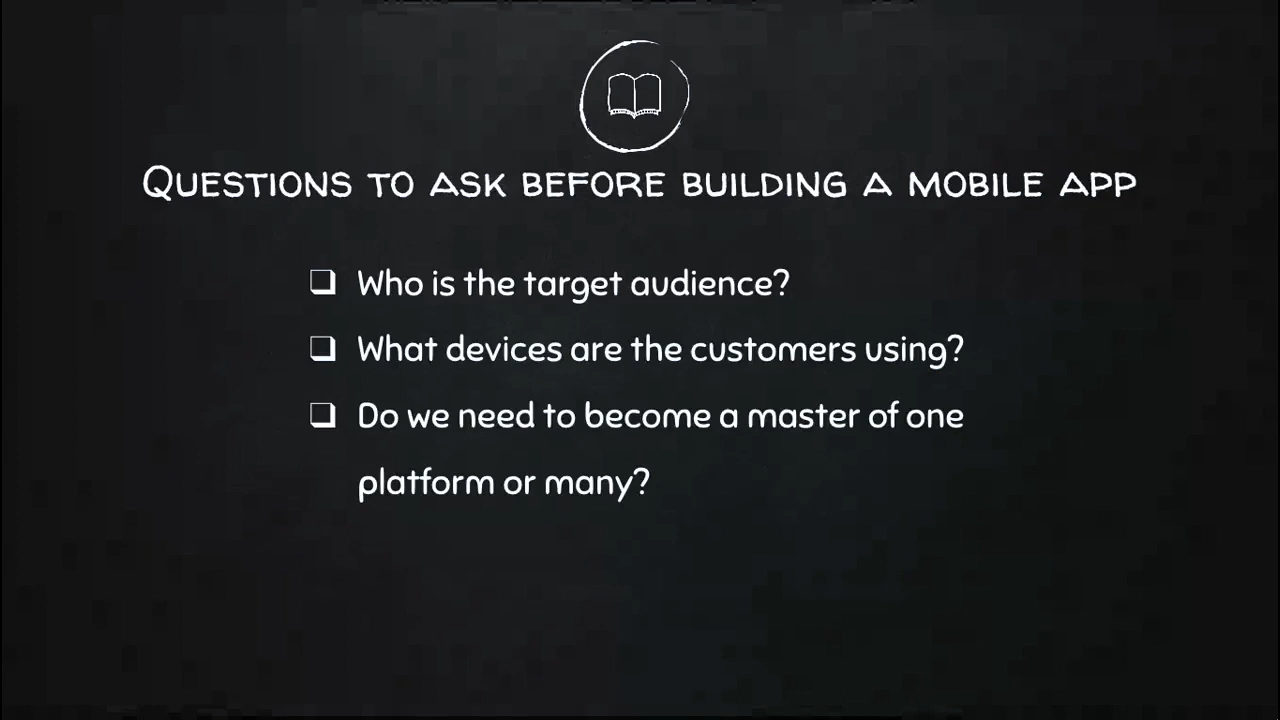 Questions to ask before building a mobile app
❑ Who is the target audience?
❑ What devices are the customers using?
❑ Do we need to become a master of one
platform or many?